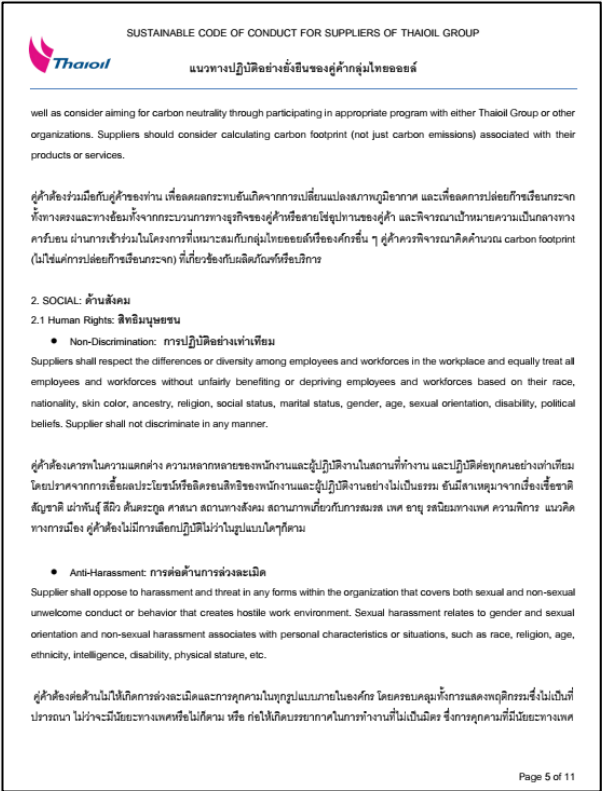 SUSTAINABLE CODE OF CONDUCT FOR SUPPLIERS OF THAIOIL GROUP
Thaioil
แนวทางปฏิบัติอย่างยั่งยืนของคู่ค้ากลุ่มไทยออยล์
well as consider aiming for carbon neutrality through participating in appropriate program with either Thaioil Group or other
organizations. Suppliers should consider calculating carbon footprint (not just carbon emissions) associated with their
products or services.
คู่ค้าต้องร่วมมือกับคู่ค้าของท่าน เพื่อลดผลกระทบอันเกิดจากการเปลี่ยนแปลงสภาพภูมิอากาศ และเพื่อลดการปล่อยก๊าซเรือนกระจก
ทั้งทางตรงและทางอ้อมทั้งจากกระบวนการทางธุรกิจของคู่ค้าหรือสายโซ่อุปทานของคู่ค้า และพิจารณาเป้าหมายความเป็นกลางทาง
คาร์บอน ผ่านการเข้าร่วมในโครงการที่เหมาะสมกับกลุ่มไทยออยล์หรือองค์กรอื่น ๆ คู่ค้าควรพิจารณาคิดคำนวณ carbon footprint
(ไม่ใช่แค่การปล่อยก๊าซเรือนกระจก) ที่เกี่ยวข้องกับผลิตภัณฑ์หรือบริการ
2. SOCIAL: ด้านสังคม
2.1 Human Rights: สิทธิมนุษยชน
● Non-Discrimination: การปฏิบัติอย่างเท่าเทียม
Suppliers shall respect the differences or diversity among employees and workforces in the workplace and equally treat all
employees and workforces without unfairly benefiting or depriving employees and workforces based on their race,
nationality, skin color, ancestry, religion, social status, marital status, gender, age, sexual orientation, disability, political
beliefs. Supplier shall not discriminate in any manner.
คู่ค้าต้องเคารพในความแตกต่าง ความหลากหลายของพนักงานและผู้ปฏิบัติงานในสถานที่ทำงาน และปฏิบัติต่อทุกคนอย่างเท่าเทียม
โดยปราศจากการเอื้อผลประโยชน์หรือลิดรอนสิทธิของพนักงานและผู้ปฏิบัติงานอย่างไม่เป็นธรรม อันมีสาเหตุมาจากเรื่องเชื้อชาติ
สัญชาติ เผ่าพันธุ์ สีผิว ต้นตระกูล ศาสนา สถานทางสังคม สถานภาพเกี่ยวกับการสมรส เพศ อายุ รสนิยมทางเพศ ความพิการ แนวคิด
ทางการเมือง คู่ค้าต้องไม่มีการเลือกปฏิบัติไม่ว่าในรูปแบบใดๆก็ตาม
● Anti-Harassment: การต่อต้านการล่วงละเมิด
Supplier shall oppose to harassment and threat in any forms within the organization that covers both sexual and non-sexual
unwelcome conduct or behavior that creates hostile work environment. Sexual harassment relates to gender and sexual
orientation and non-sexual harassment associates with personal characteristics or situations, such as race, religion, age,
ethnicity, intelligence, disability, physical stature, etc.
คู่ค้าต้องต่อต้านไม่ให้เกิดการล่วงละเมิดและการคุกคามในทุกรูปแบบภายในองค์กร โดยครอบคลุมทั้งการแสดงพฤติกรรมซึ่งไม่เป็นที่
ปรารถนา ไม่ว่าจะมีนัยยะทางเพศหรือไม่ก็ตาม หรือ ก่อให้เกิดบรรยากาศในการทำงานที่ไม่เป็นมิตร ซึ่งการคุกคามที่มีนัยยะทางเพศ
Page 5 of 11